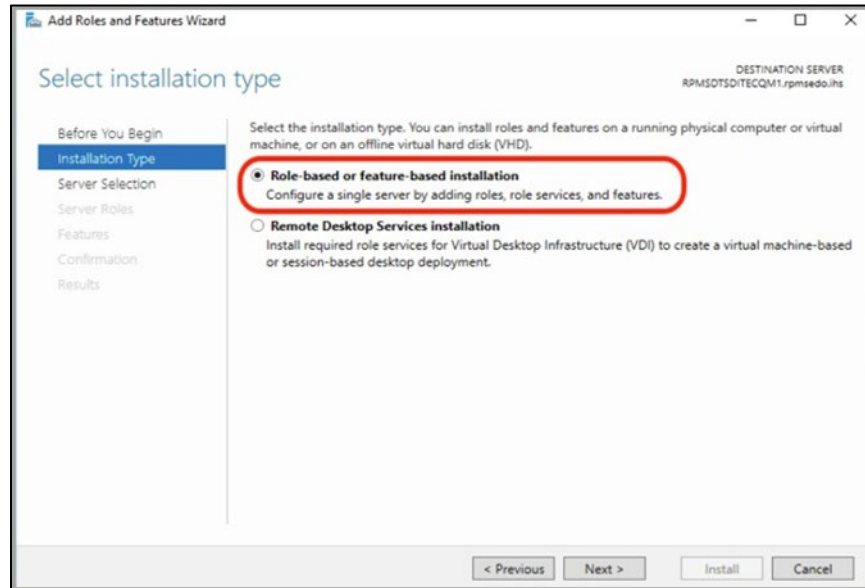 Add Roles and Features Wizard
Select installation type
DESTINATION SERVER
RPMSDTSDITECQM1.rpmsedo.ihs
Before You Begin
Installation Type
Server Selection
Server Roles
Features
Confirmation
Results
Select the installation type. You can install roles and features on a running physical computer or virtual
machine, or on an offline virtual hard disk (VHD).
Role-based or feature-based installation
Configure a single server by adding roles, role services, and features.
Remote Desktop Services installation
Install required role services for Virtual Desktop Infrastructure (VDI) to create a virtual machine-based
or session-based desktop deployment.
< Previous
Next >
Install
Cancel